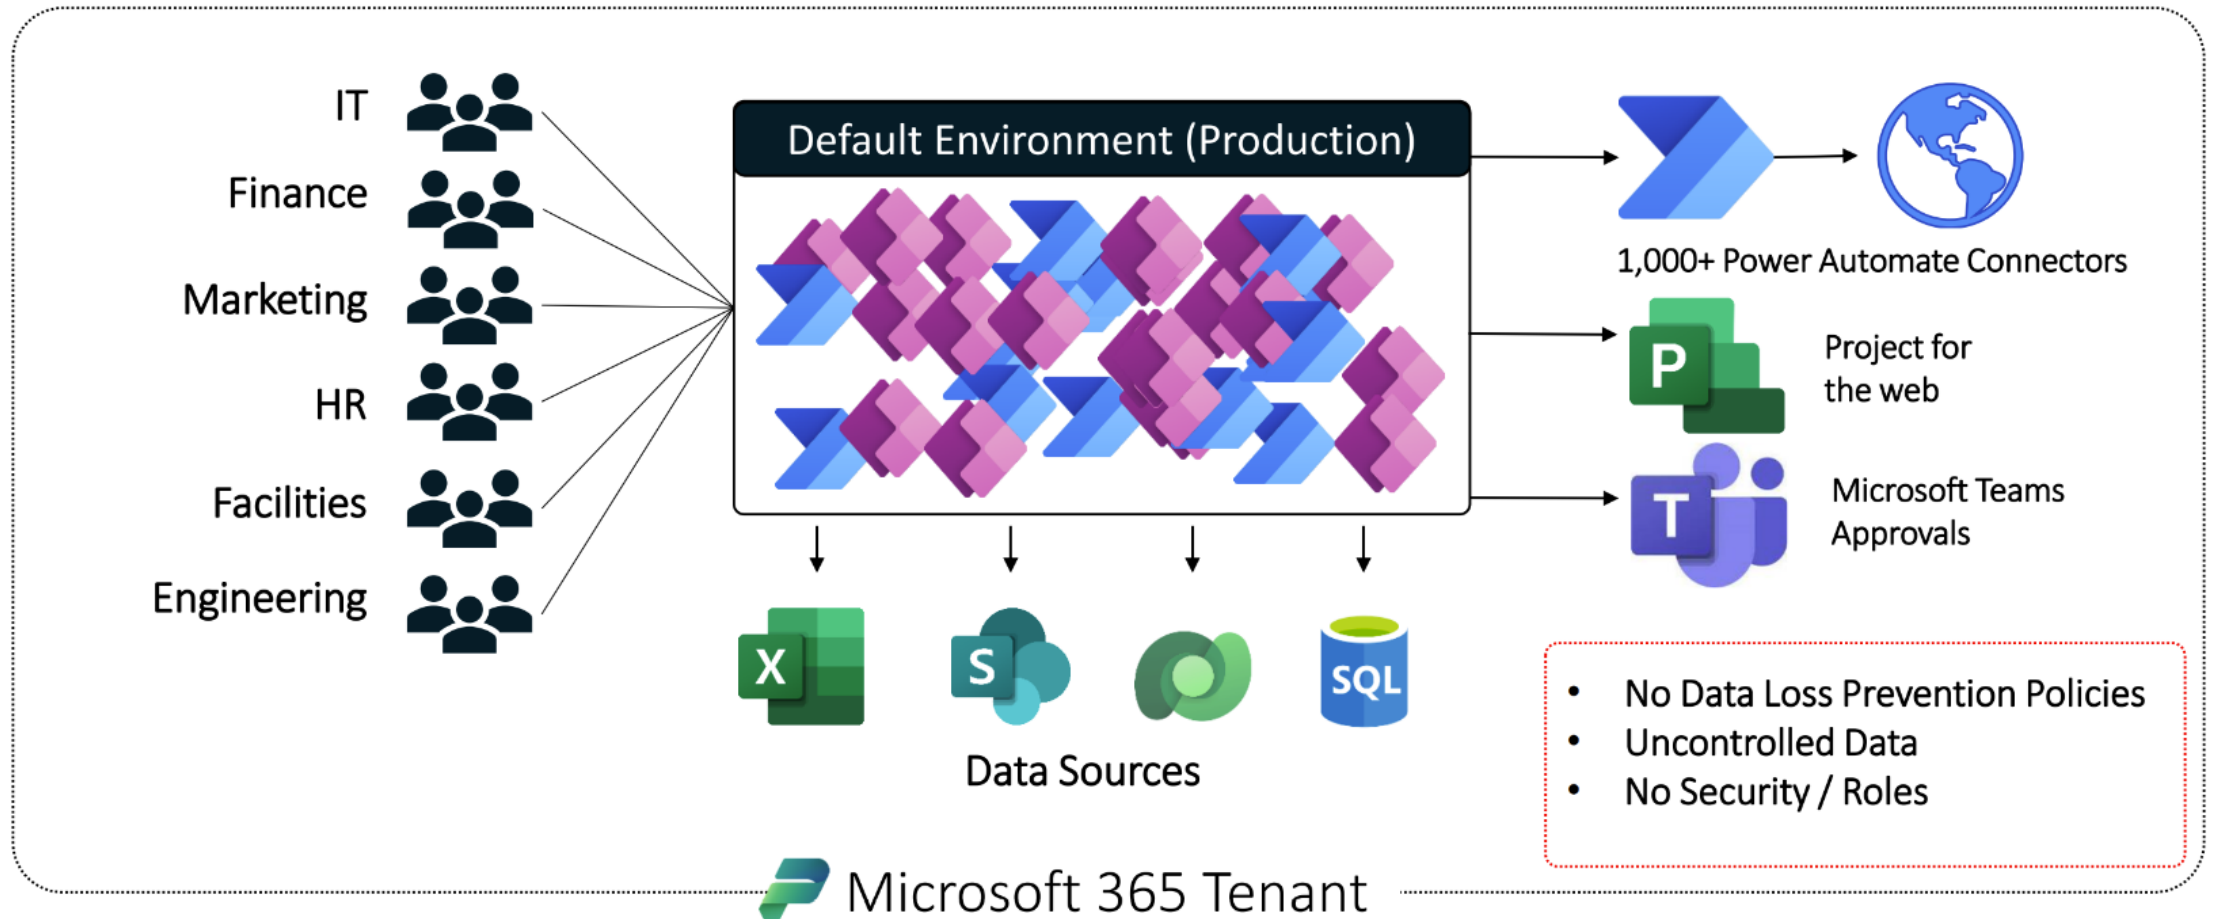 IT
Finance
Marketing
HR
Facilities
Engineering
Default Environment (Production)
1,000+ Power Automate Connectors
P
Project for
the web
T
Microsoft Teams
Approvals
X
S
SQL
Data Sources
• No Data Loss Prevention Policies
• Uncontrolled Data
• No Security / Roles
Microsoft 365 Tenant